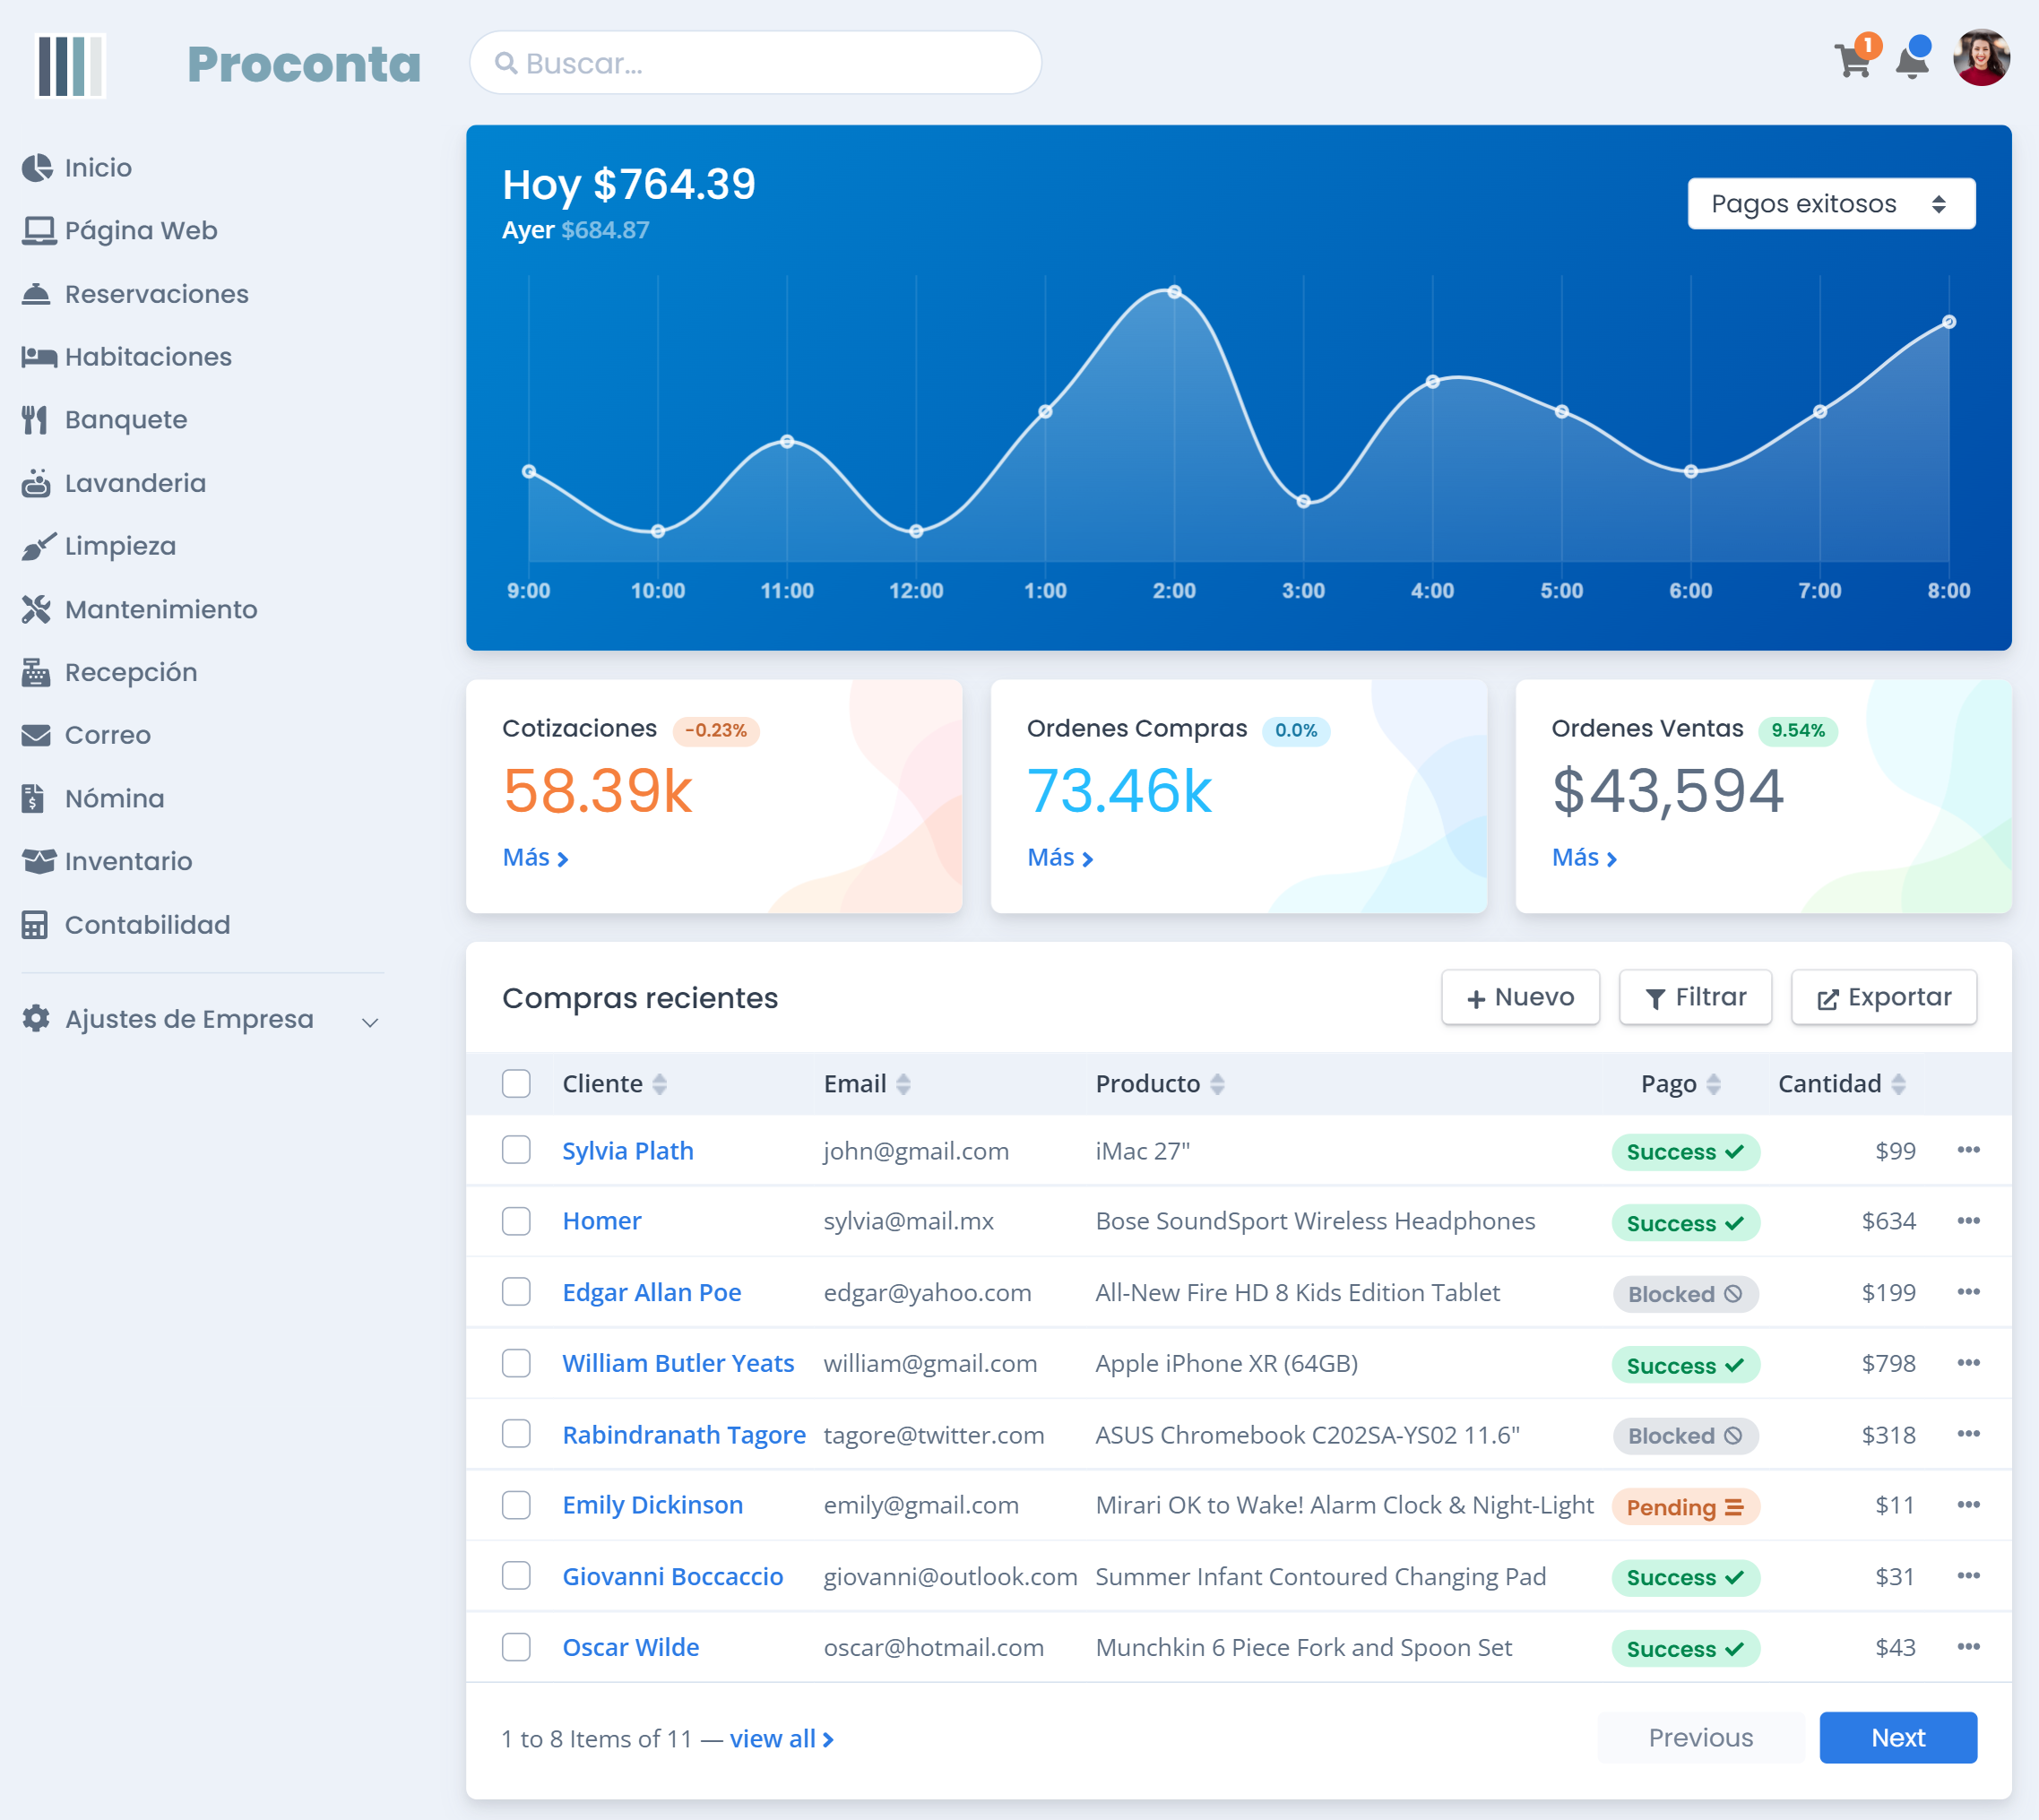 Proconta
Buscar...
1
Inicio
Página Web
Reservaciones
Habitaciones
Banquete
Lavanderia
Limpieza
Mantenimiento
Recepción
Correo
Nómina
Inventario
Contabilidad
Ajustes de Empresa
Hoy $764.39
Ayer $684.87
Pagos exitosos
9:00 10:00 11:00 12:00 1:00 2:00 3:00 4:00 5:00 6:00 7:00 8:00
Cotizaciones -0.23%
58.39k
Más
Ordenes Compras 0.0%
73.46k
Más
Ordenes Ventas 9.54%
$43,594
Más
Compras recientes
Nuevo Filtrar Exportar
Cliente Email Producto Pago Cantidad
Sylvia Plath john@gmail.com iMac 27" Success $99
Homer sylvia@mail.mx Bose SoundSport Wireless Headphones Success $634
Edgar Allan Poe edgar@yahoo.com All-New Fire HD 8 Kids Edition Tablet Blocked $199
William Butler Yeats william@gmail.com Apple iPhone XR (64GB) Success $798
Rabindranath Tagore tagore@twitter.com ASUS Chromebook C202SA-YS02 11.6" Blocked $318
Emily Dickinson emily@gmail.com Mirari OK to Wake! Alarm Clock & Night-Light Pending $11
Giovanni Boccaccio giovanni@outlook.com Summer Infant Contoured Changing Pad Success $31
Oscar Wilde oscar@hotmail.com Munchkin 6 Piece Fork and Spoon Set Success $43
1 to 8 Items of 11 — view all
Previous Next